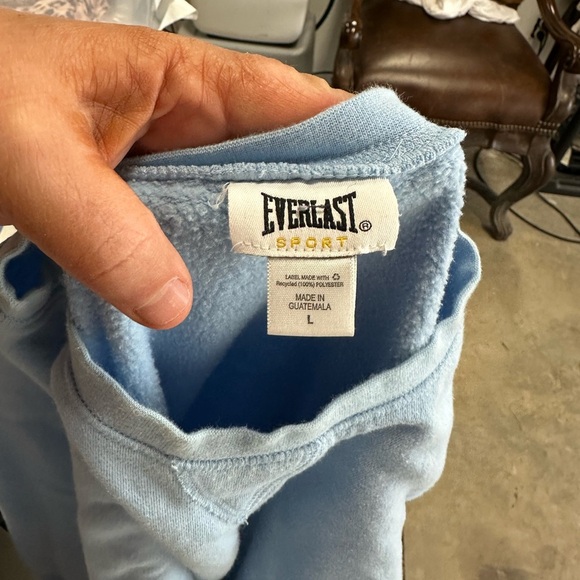 EVERLAST®
SPORT
LABEL MADE WITH ♻
Recycled (100%) POLYESTER
MADE IN
GUATEMALA
L